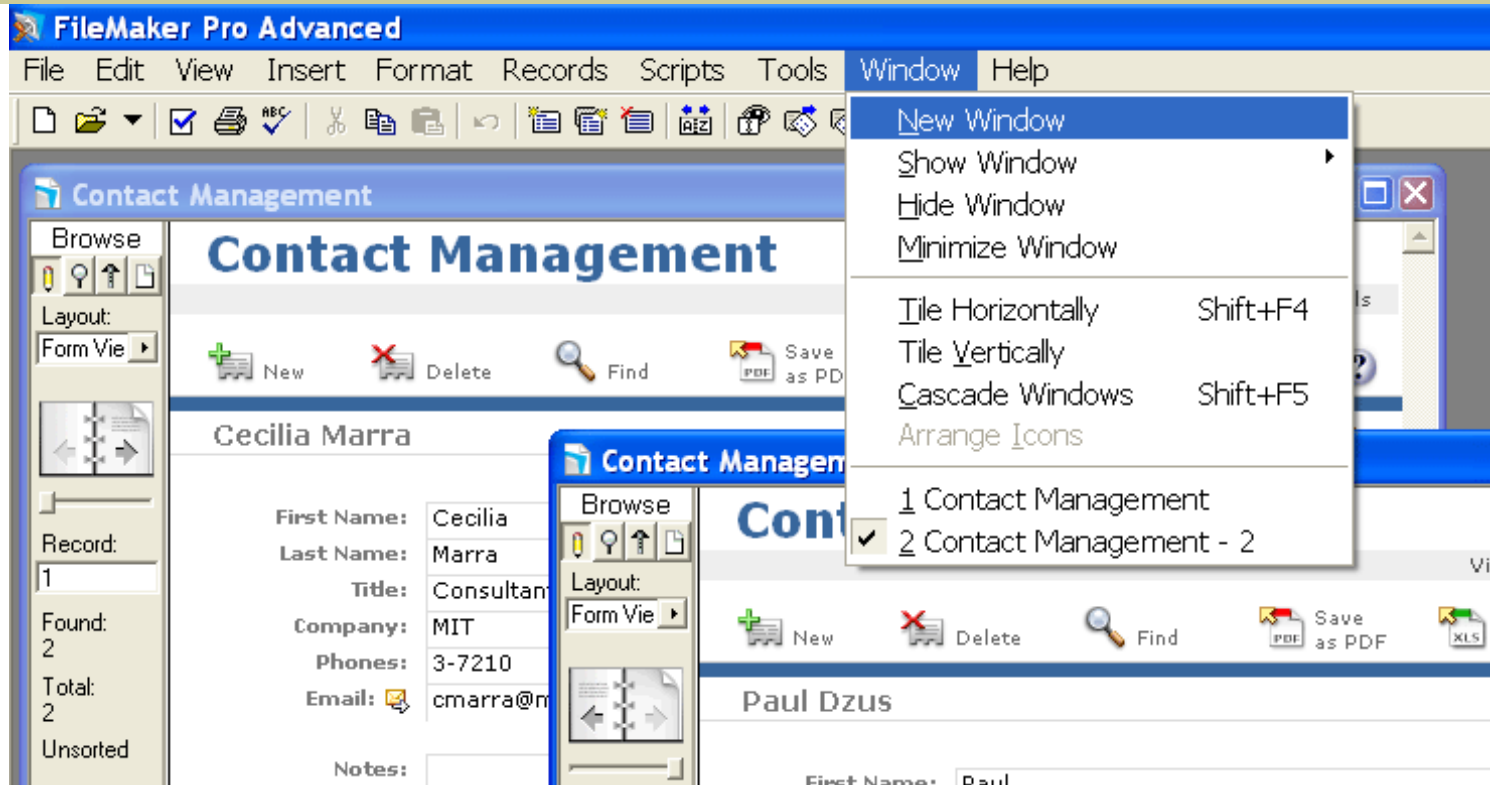 FileMaker Pro Advanced
File Edit View Insert Format Records Scripts Tools Window Help
New Window
Show Window
Hide Window
Minimize Window
Tile Horizontally Shift+F4
Tile Vertically
Cascade Windows Shift+F5
Arrange Icons
1 Contact Management
2 Contact Management - 2
Contact Management
Browse
Contact Management
Layout:
Form Vie
New Delete Find Save as PD
Cecilia Marra
First Name: Cecilia
Last Name: Marra
Title: Consultant
Company: MIT
Phones: 3-7210
Email: cmarra@m
Notes:
Record:
1
Found:
2
Total:
2
Unsorted
Contact Managem
Browse
Cont
Layout:
Form Vie
New Delete Find Save as PDF XLS
Paul Dzus
First Name: Paul